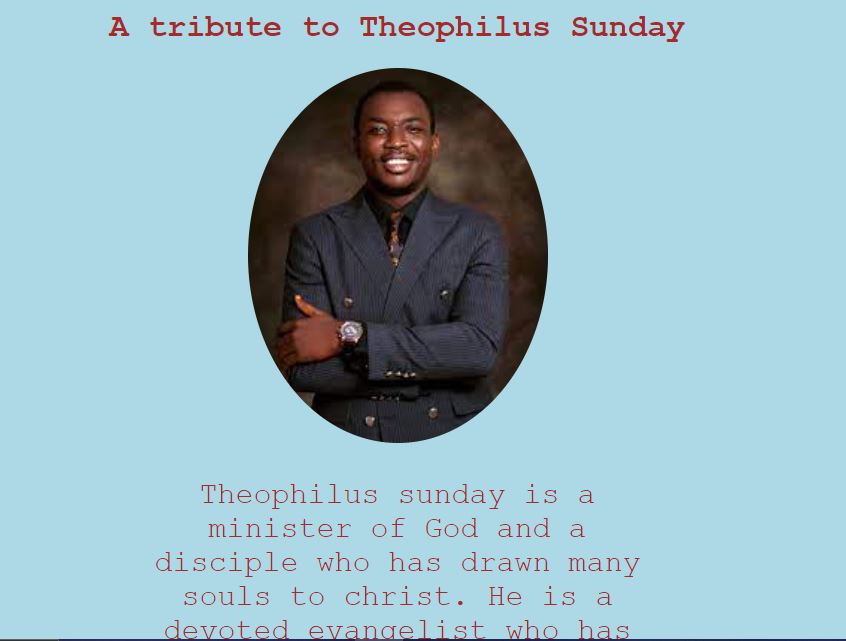 A tribute to Theophilus Sunday
Theophilus sunday is a
minister of God and a
disciple who has drawn many
souls to christ. He is a
devoted evangelist who has